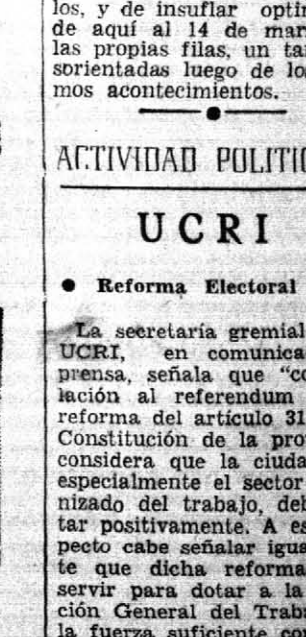 los, y de insuflar opti
de aquí al 14 de mar
las propias filas, un ta
sorientadas luego de lo
mos acontecimientos.
ACTIVIDAD POLITIC
UCRI
● Reforma Electoral
La secretaría gremial
UCRI, en comunica
prensa, señala que "co
lación al referendum
reforma del artículo 31
Constitución de la pro
considera que la ciuda
especialmente el sector
nizado del trabajo, deb
tar positivamente. A es
pecto cabe señalar igua
te que dicha reforma
servir para dotar a la
ción General del Traba
la fuerza suficiente